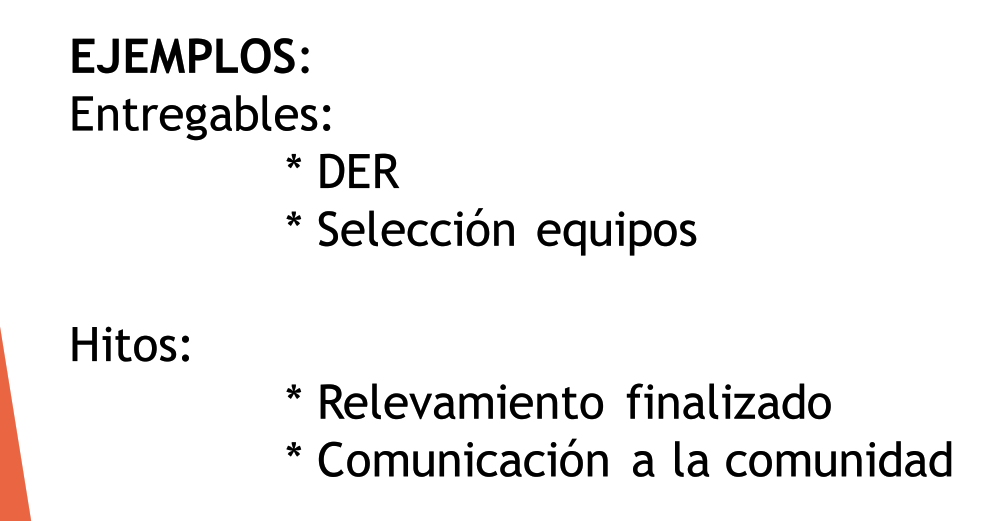 EJEMPLOS:
Entregables:
* DER
* Selección equipos
Hitos:
* Relevamiento finalizado
* Comunicación a la comunidad